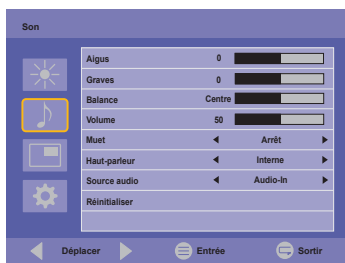 Son
Aigus 0
Graves 0
Balance Centre
Volume 50
Muet Arrêt
Haut-parleur Interne
Source audio Audio-In
Réinitialiser
Déplacer Entrée Sortir